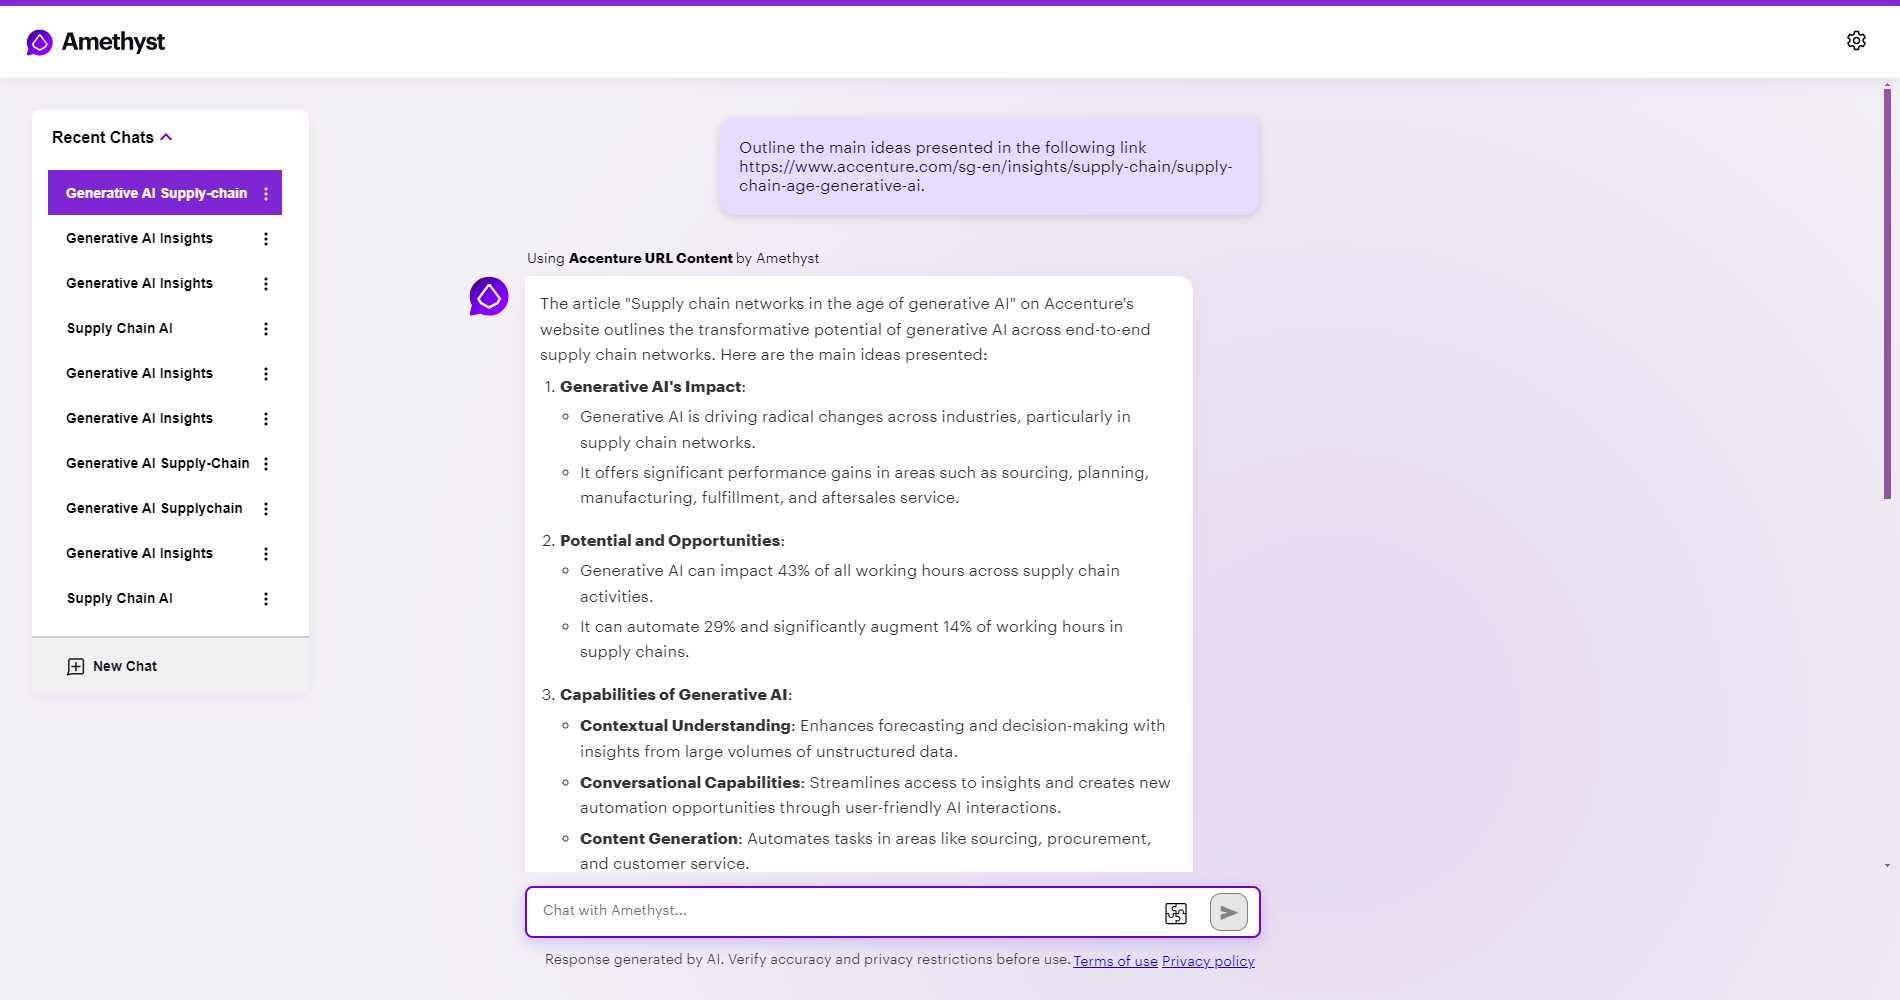 Amethyst
Recent Chats
Generative AI Supply-chain
Generative AI Insights
Generative AI Insights
Supply Chain AI
Generative AI Insights
Generative AI Insights
Generative AI Supply-Chain
Generative AI Supplychain
Generative AI Insights
Supply Chain AI
New Chat
Outline the main ideas presented in the following link
https://www.accenture.com/sg-en/insights/supply-chain/supply-
chain-age-generative-ai.
Using Accenture URL Content by Amethyst
The article "Supply chain networks in the age of generative AI" on Accenture's
website outlines the transformative potential of generative AI across end-to-end
supply chain networks. Here are the main ideas presented:
1. Generative AI's Impact:
Generative AI is driving radical changes across industries, particularly in
supply chain networks.
It offers significant performance gains in areas such as sourcing, planning,
manufacturing, fulfillment, and aftersales service.
2. Potential and Opportunities:
Generative AI can impact 43% of all working hours across supply chain
activities.
It can automate 29% and significantly augment 14% of working hours in
supply chains.
3. Capabilities of Generative AI:
Contextual Understanding: Enhances forecasting and decision-making with
insights from large volumes of unstructured data.
Conversational Capabilities: Streamlines access to insights and creates new
automation opportunities through user-friendly AI interactions.
Content Generation: Automates tasks in areas like sourcing, procurement,
and customer service.
Chat with Amethyst...
Response generated by AI. Verify accuracy and privacy restrictions before use. Terms of use Privacy policy